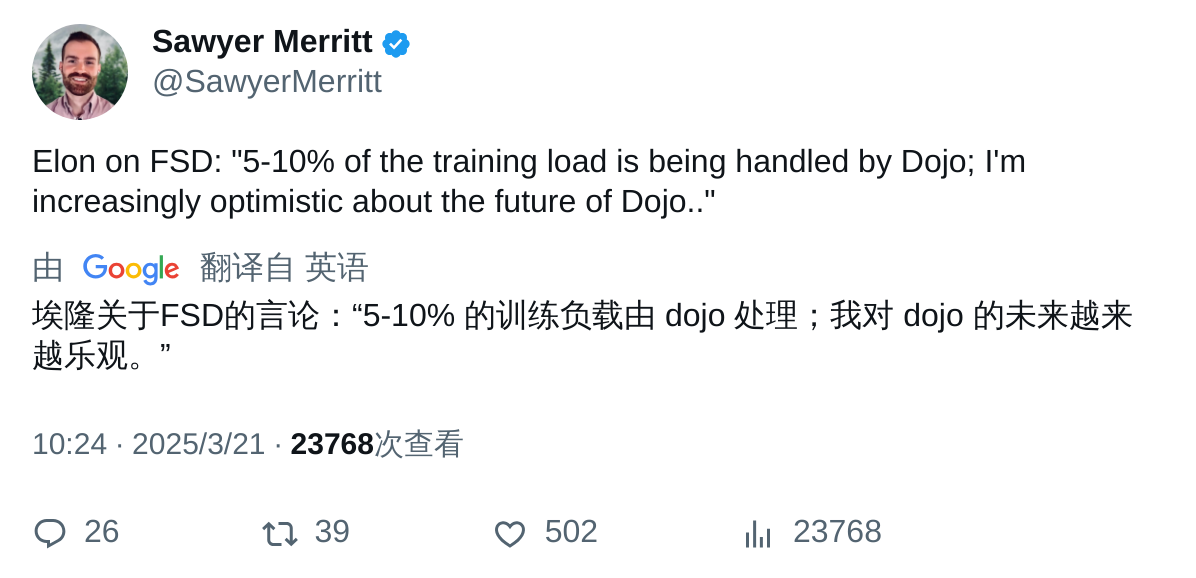 Sawyer Merritt
@SawyerMerritt
Elon on FSD: "5-10% of the training load is being handled by Dojo; I'm
increasingly optimistic about the future of Dojo.."
由 Google 翻译自 英语
埃隆关于FSD的言论：“5-10% 的训练负载由 dojo 处理；我对 dojo 的未来越来
越乐观。”
10:24 · 2025/3/21 · 23768次查看
26 39 502 23768